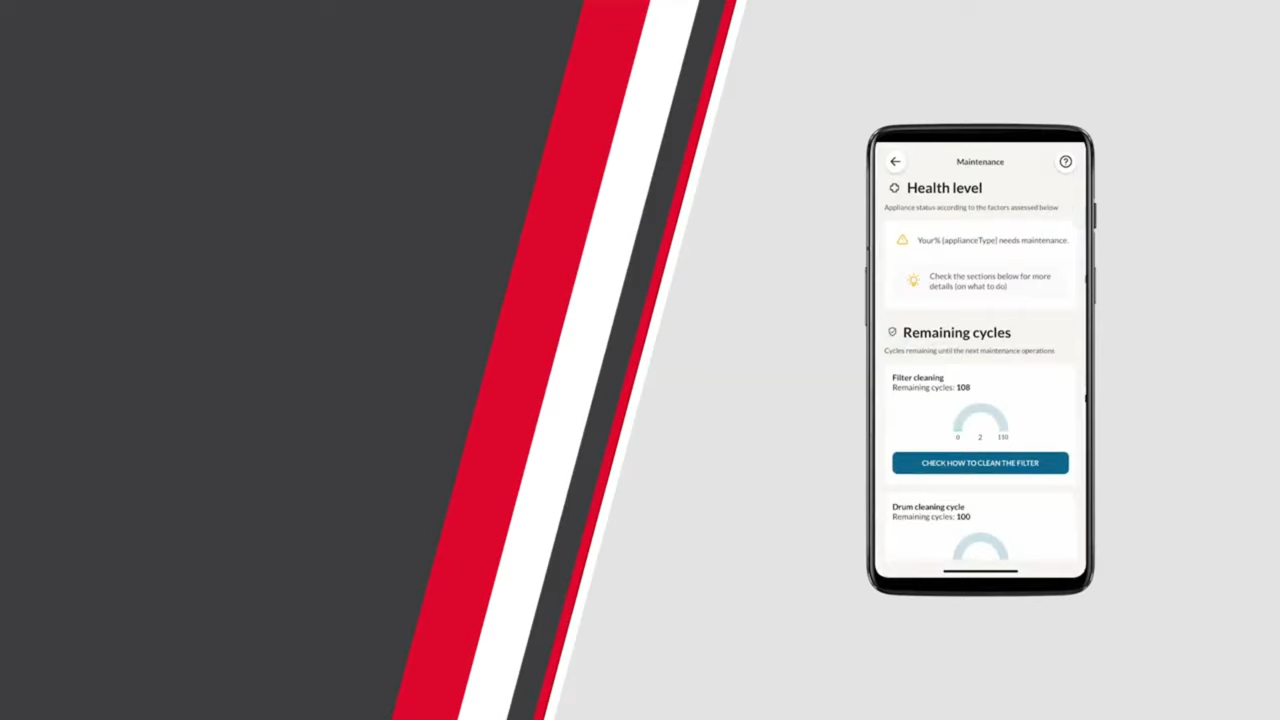 Maintenance
Health level
Appliance status according to the factors assessed below
Your% [applianceType] needs maintenance.
Check the sections below for more
details (on what to do)
Remaining cycles
Cycles remaining until the next maintenance operations
Filter cleaning
Remaining cycles: 108
0 2 110
CHECK HOW TO CLEAN THE FILTER
Drum cleaning cycle
Remaining cycles: 100